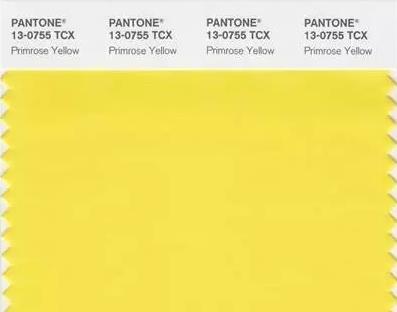 PANTONE® PANTONE® PANTONE® PANTONE®
13-0755 TCX 13-0755 TCX 13-0755 TCX 13-0755 TCX
Primrose Yellow Primrose Yellow Primrose Yellow Primrose Yellow